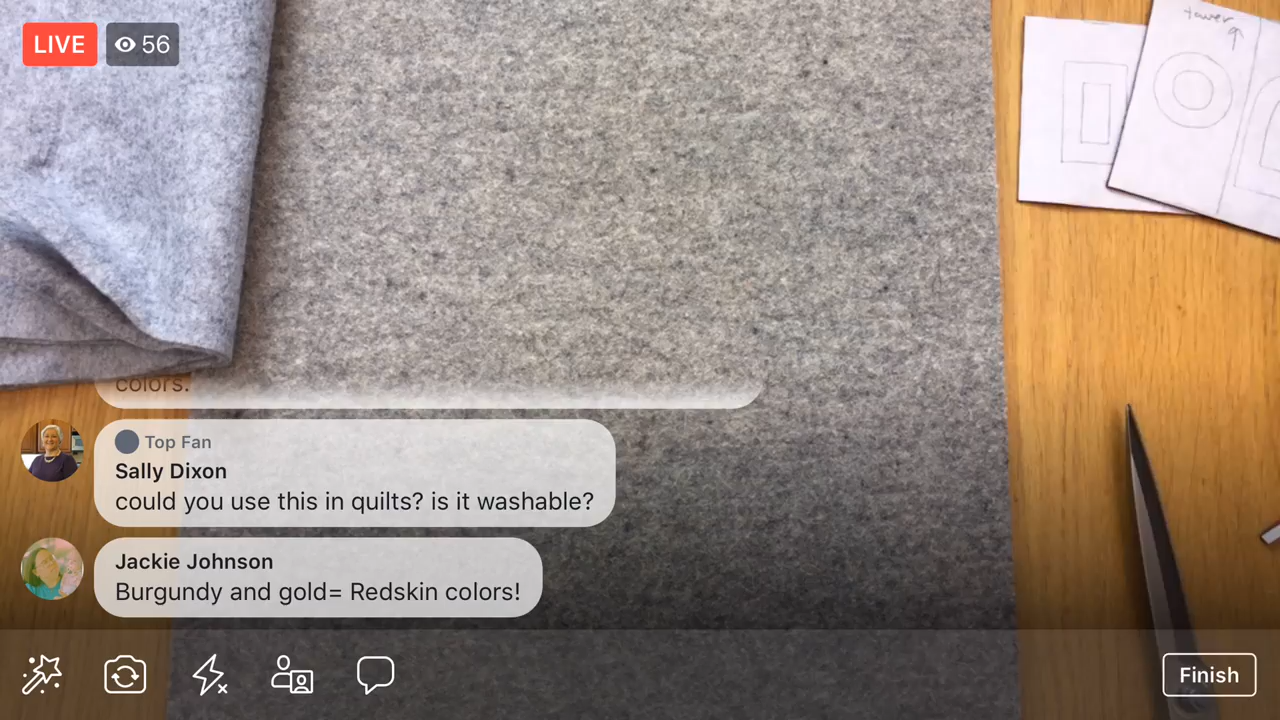 LIVE
56
tower
colors.
Top Fan
Sally Dixon
could you use this in quilts? is it washable?
Jackie Johnson
Burgundy and gold= Redskin colors!
Finish